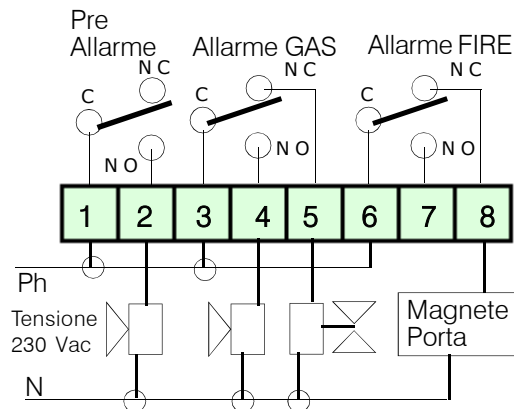 Pre
Allarme
Allarme GAS
Allarme FIRE
N C
N C
N C
C
C
C
N O
N O
N O
1 2 3 4 5 6 7 8
Ph
Tensione
230 Vac
Magnete
Porta
N